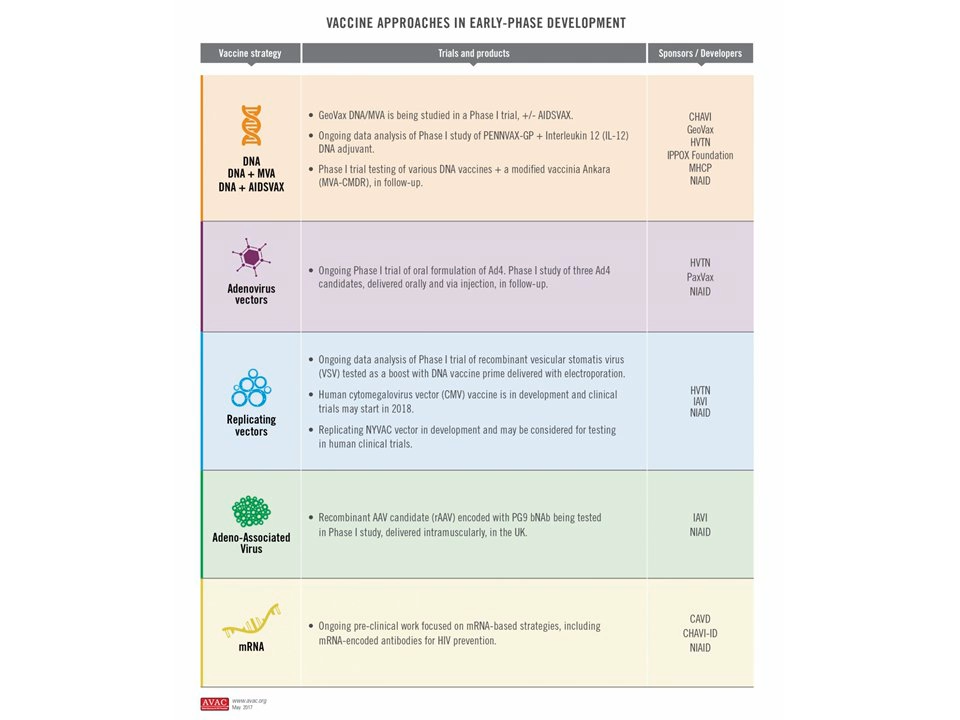 VACCINE APPROACHES IN EARLY-PHASE DEVELOPMENT
Vaccine strategy
Trials and products
Sponsors / Developers
DNA
DNA + MVA
DNA + AIDSVAX
• GeoVax DNA/MVA is being studied in a Phase I trial, +/- AIDSVAX.
• Ongoing data analysis of Phase I study of PENNVAX-GP + Interleukin 12 (IL-12)
DNA adjuvant.
• Phase I trial testing of various DNA vaccines + a modified vaccinia Ankara
(MVA-CMDR), in follow-up.
CHAVI
GeoVax
HVTN
IPPOX Foundation
MHCP
NIAID
Adenovirus
vectors
• Ongoing Phase I trial of oral formulation of Ad4. Phase I study of three Ad4
candidates, delivered orally and via injection, in follow-up.
HVTN
PaxVax
NIAID
Replicating
vectors
• Ongoing data analysis of Phase I trial of recombinant vesicular stomatis virus
(VSV) tested as a boost with DNA vaccine prime delivered with electroporation.
• Human cytomegalovirus vector (CMV) vaccine is in development and clinical
trials may start in 2018.
• Replicating NYVAC vector in development and may be considered for testing
in human clinical trials.
HVTN
IAVI
NIAID
Adeno-Associated
Virus
• Recombinant AAV candidate (rAAV) encoded with PG9 bNAb being tested
in Phase I study, delivered intramuscularly, in the UK.
IAVI
NIAID
mRNA
• Ongoing pre-clinical work focused on mRNA-based strategies, including
mRNA-encoded antibodies for HIV prevention.
CAVD
CHAVI-ID
NIAID
AVAC
www.avac.org
May 2017